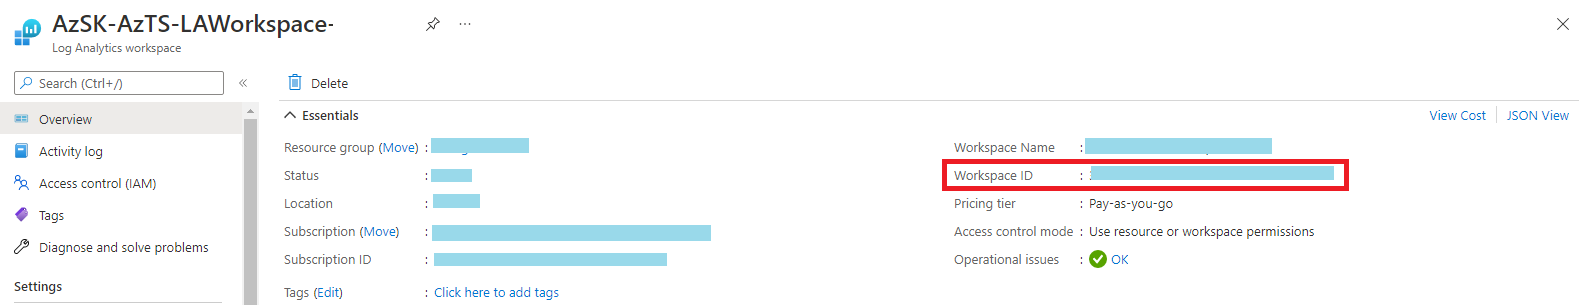 AzSK-AzTS-LAWorkspace-
Log Analytics workspace
Search (Ctrl+/)
Overview
Activity log
Access control (IAM)
Tags
Diagnose and solve problems
Settings
Delete
Essentials
View Cost
JSON View
Resource group (Move) :
Status :
Location :
Subscription (Move) :
Subscription ID :
Tags (Edit) : Click here to add tags
Workspace Name :
Workspace ID :
Pricing tier : Pay-as-you-go
Access control mode : Use resource or workspace permissions
Operational issues : OK